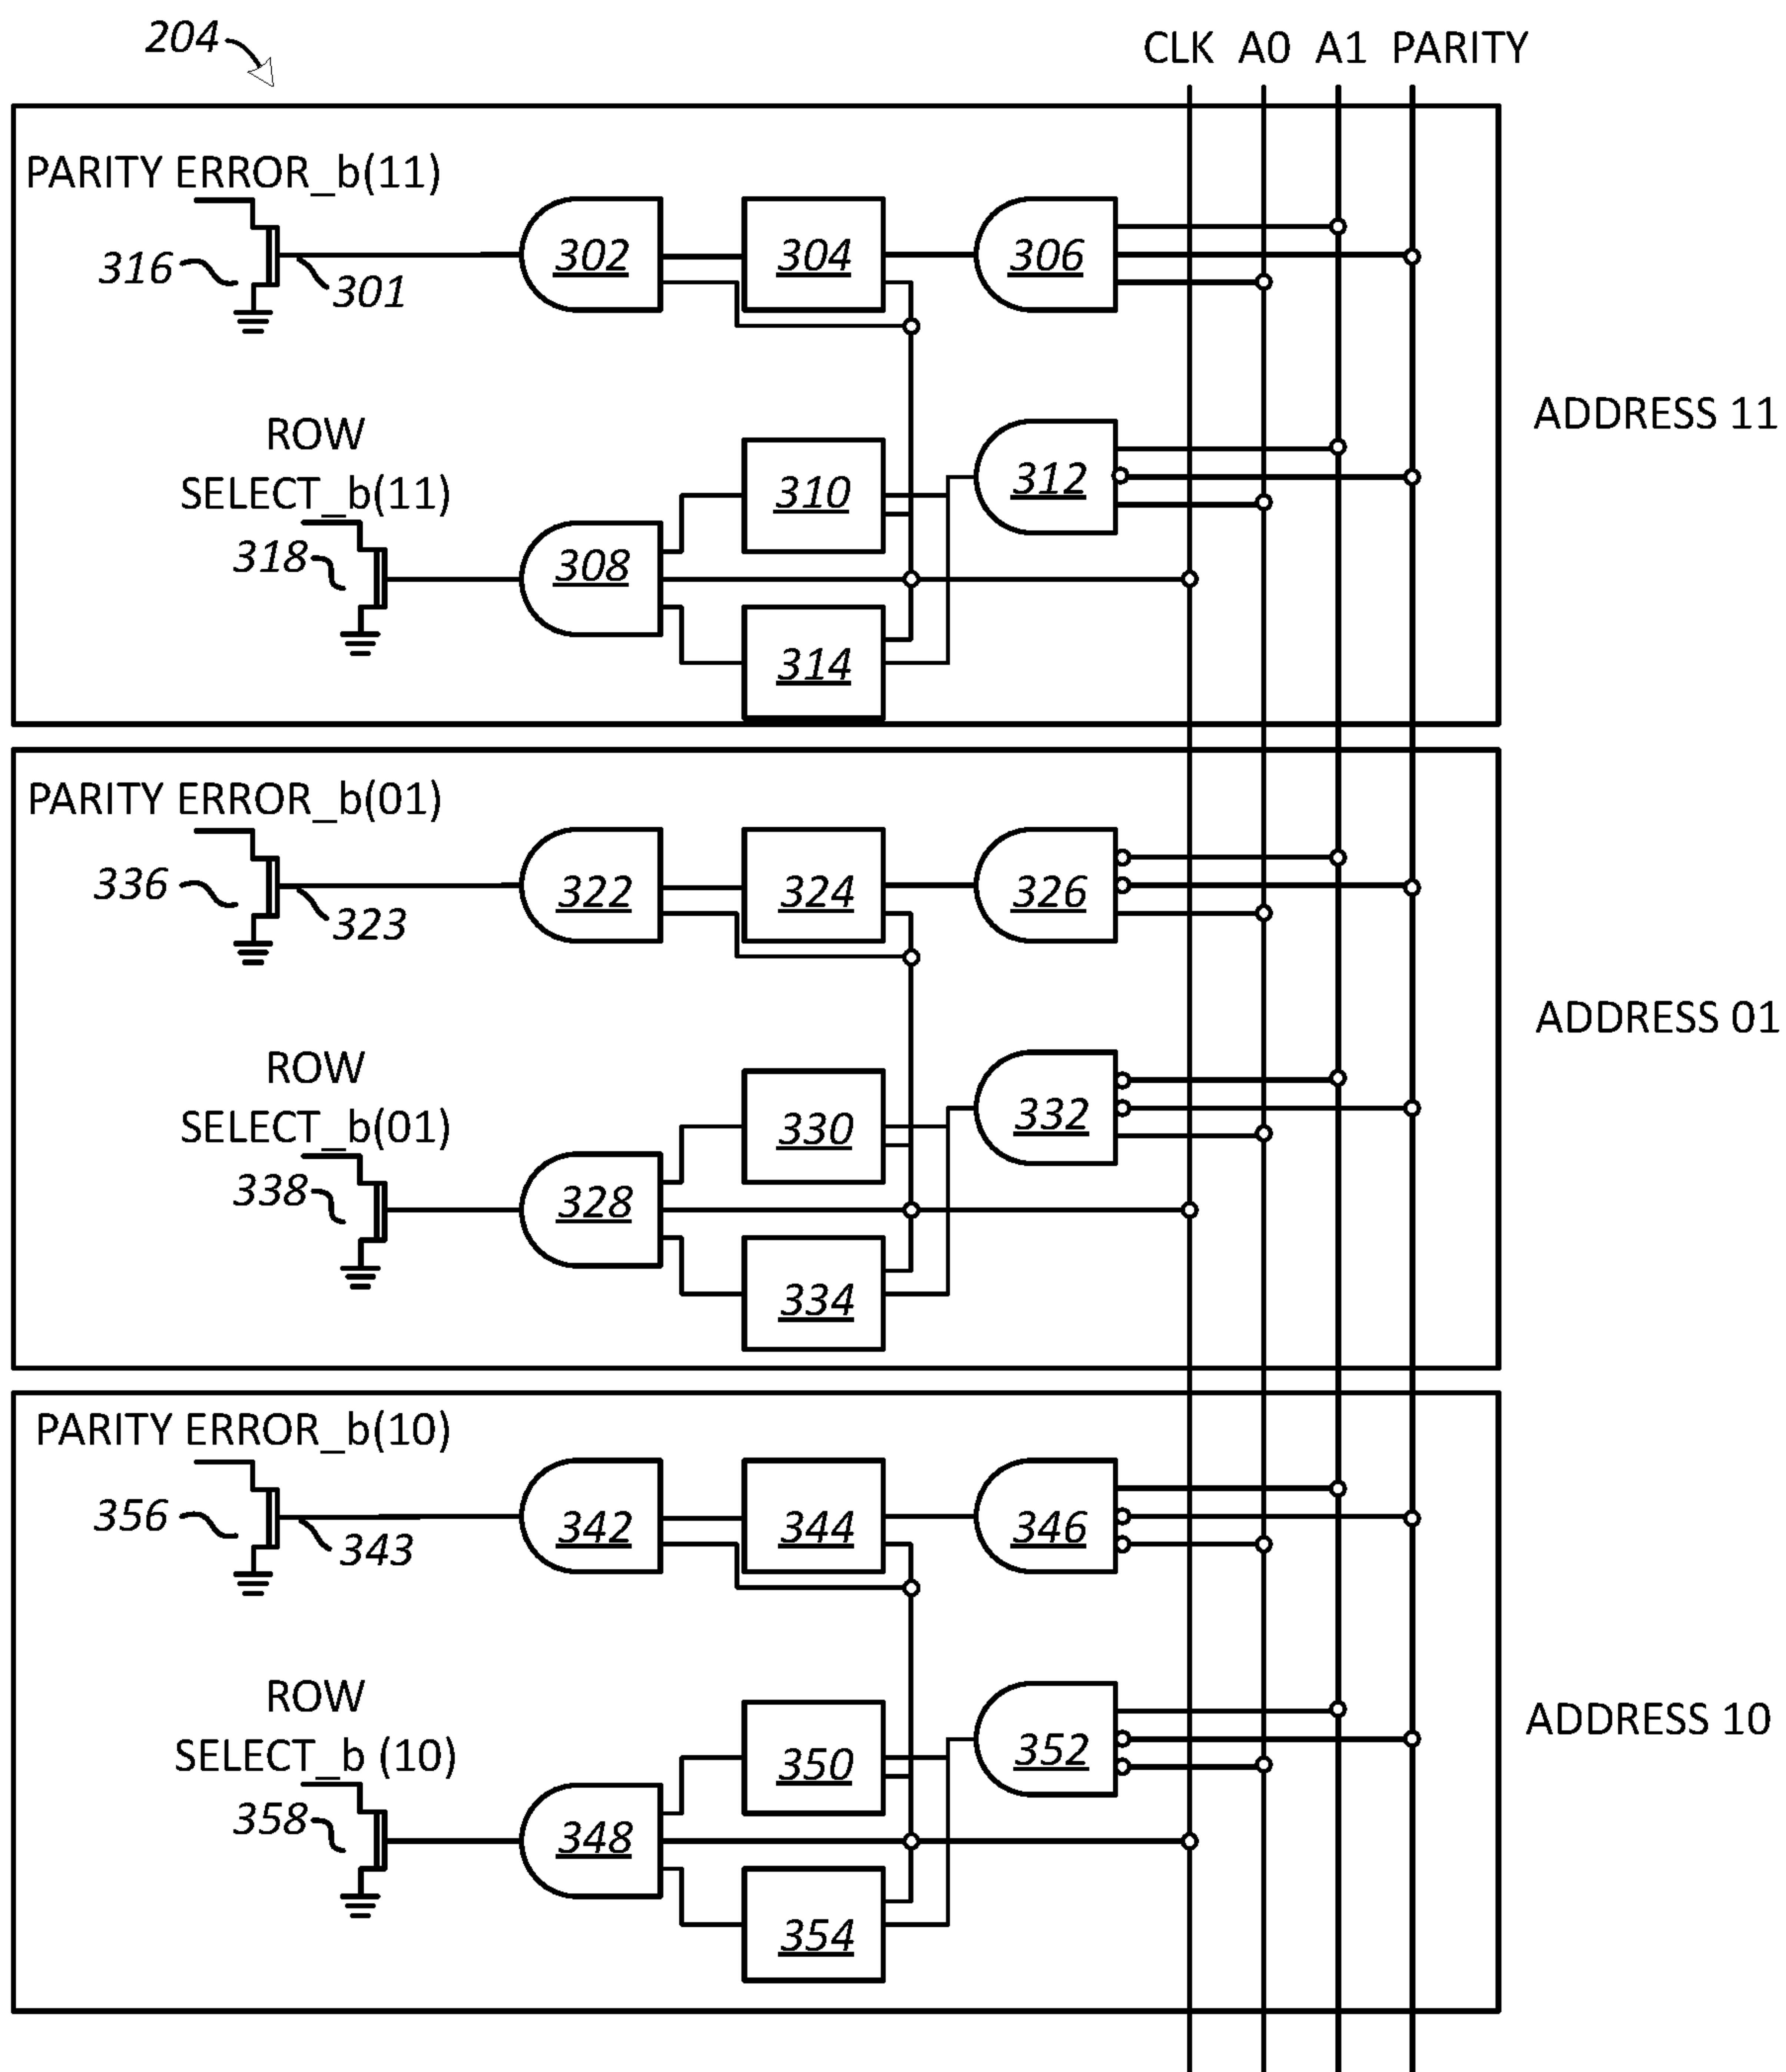 204
CLK A0 A1 PARITY
PARITY ERROR_b(11)
302 304 306
316
301
ADDRESS 11
ROW
SELECT_b(11)
310 312
318 308
314
PARITY ERROR_b(01)
336 322 324 326
323
ADDRESS 01
ROW
SELECT_b(01)
330 332
338 328
334
PARITY ERROR_b(10)
356 342 344 346
343
ROW
SELECT_b (10)
ADDRESS 10
350 352
358 348
354